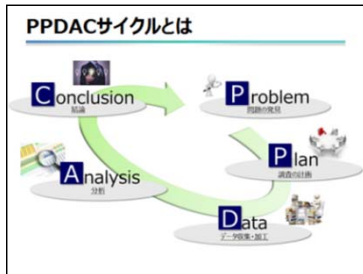 PPDACサイクルとは
Problem
問題の発見
Plan
調査の計画
Data
データ収集・加工
Analysis
分析
Conclusion
結論